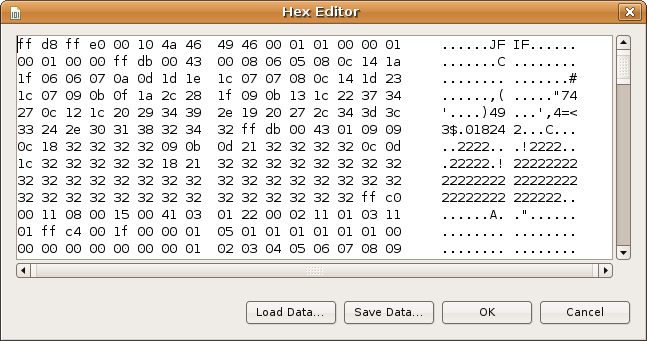 Hex Editor
ff d8 ff e0 00 10 4a 46 49 46 00 01 01 00 00 01 ......JF IF......
00 01 00 00 ff db 00 43 00 08 06 05 08 0c 14 1a .......C ........
1f 06 06 07 0a 0d 1d 1e 1c 07 07 08 0c 14 1d 23 ........ .......#
1c 07 09 0b 0f 1a 2c 28 1f 09 0b 13 1c 22 37 34 ......,( ....."74
27 0c 12 1c 20 29 34 39 2e 19 20 27 2c 34 3d 3c '....)49 ...',4=<
33 24 2e 30 31 38 32 34 32 ff db 00 43 01 09 09 3$.01824 2...C...
0c 18 32 32 32 32 09 0b 0d 21 32 32 32 32 0c 0d ..2222.. .!2222..
1c 32 32 32 32 32 18 21 32 32 32 32 32 32 32 32 .22222.! 22222222
32 32 32 32 32 32 32 32 32 32 32 32 32 32 32 32 22222222 22222222
32 32 32 32 32 32 32 32 32 32 32 32 32 32 ff c0 22222222 222222..
00 11 08 00 15 00 41 03 01 22 00 02 11 01 03 11 ......A. ."......
01 ff c4 00 1f 00 00 01 05 01 01 01 01 01 01 00 ........ ........
00 00 00 00 00 00 00 01 02 03 04 05 06 07 08 09 ........ ........
Load Data... Save Data... OK Cancel